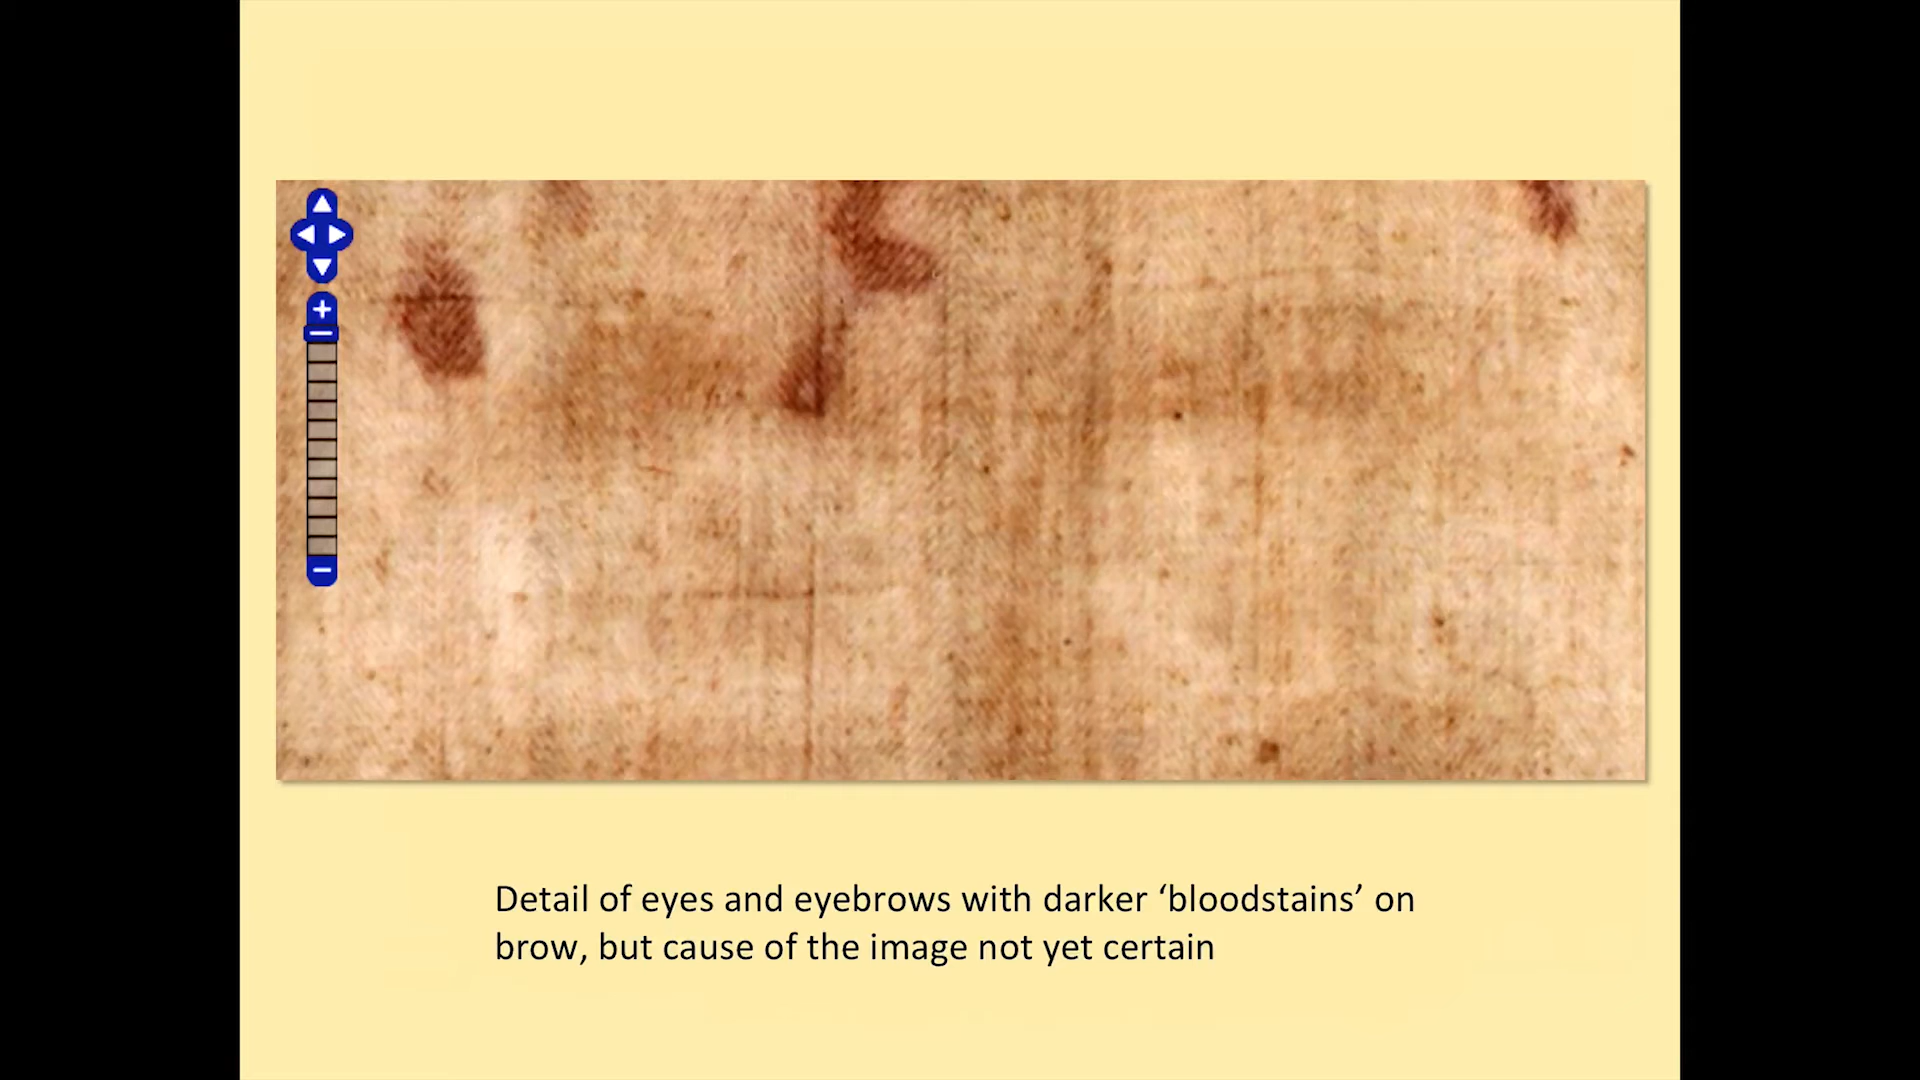 Detail of eyes and eyebrows with darker ‘bloodstains’ on
brow, but cause of the image not yet certain